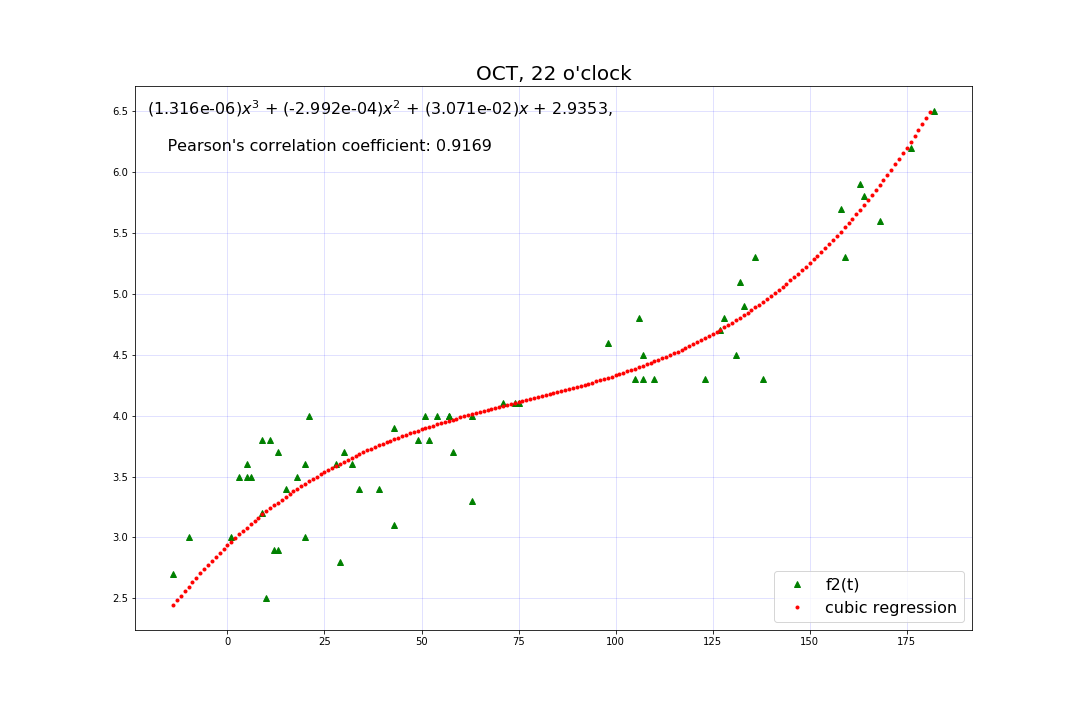 OCT, 22 o'clock
(1.316e-06)x³ + (-2.992e-04)x² + (3.071e-02)x + 2.9353,
Pearson's correlation coefficient: 0.9169
6.5
6.0
5.5
5.0
4.5
4.0
3.5
3.0
2.5
f2(t)
cubic regression
0 25 50 75 100 125 150 175